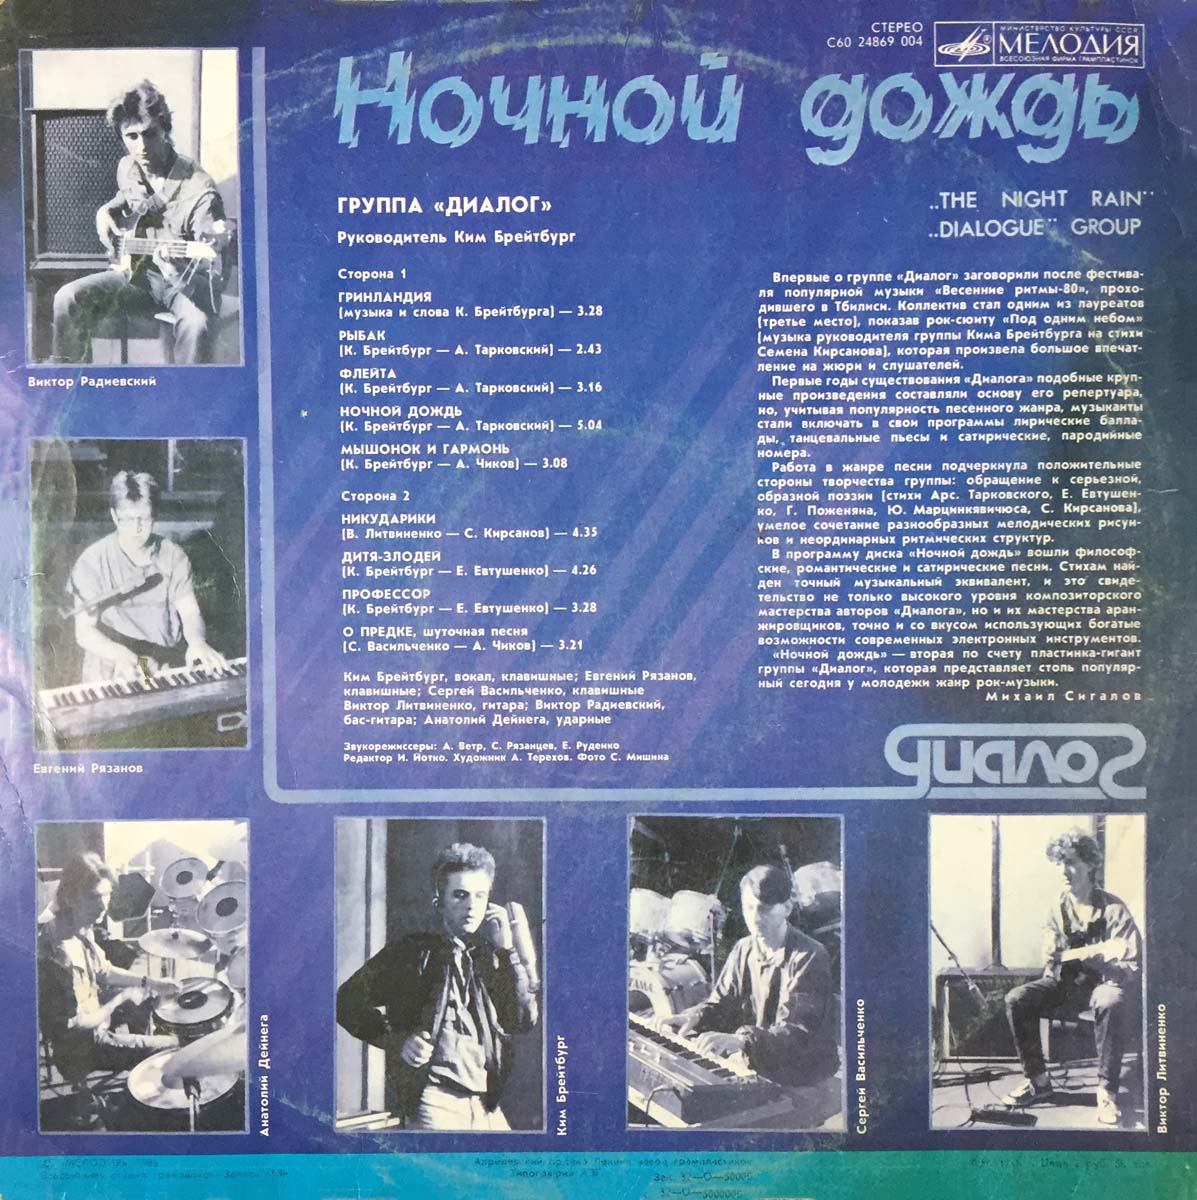 СТЕРЕО
С60 24869 004
МИНИСТЕРСТВО КУЛЬТУРЫ СССР
МЕЛОДИЯ
ВСЕСОЮЗНАЯ ФИРМА ГРАМПЛАСТИНОК
Ночной дождь
„THE NIGHT RAIN"
„DIALOGUE" GROUP
ГРУППА «ДИАЛОГ»
Руководитель Ким Брейтбург
Сторона 1
ГРИНЛАНДИЯ
[музыка и слова К. Брейтбурга] — 3.28
РЫБАК
[К. Брейтбург — А. Тарковский] — 2.43
ФЛЕЙТА
[К. Брейтбург — А. Тарковский] — 3.16
НОЧНОЙ ДОЖДЬ
[К. Брейтбург — А. Тарковский] — 5.04
МЫШОНОК И ГАРМОНЬ
[К. Брейтбург — А. Чиков] — 3.08
Сторона 2
НИКУДАРИКИ
[В. Литвиненко — С. Кирсанов] — 4.35
ДИТЯ-ЗЛОДЕЙ
[К. Брейтбург — Е. Евтушенко] — 4.26
ПРОФЕССОР
[К. Брейтбург — Е. Евтушенко] — 3.28
О ПРЕДКЕ, шуточная песня
[С. Васильченко — А. Чиков] — 3.21
Ким Брейтбург, вокал, клавишные; Евгений Рязанов,
клавишные; Сергей Васильченко, клавишные
Виктор Литвиненко, гитара; Виктор Радиевский,
бас-гитара; Анатолий Дейнега, ударные
Звукорежиссеры: А. Ветр, С. Рязанцев, Е. Руденко
Редактор И. Йотко. Художник А. Терехов. Фото С. Мишина
Впервые о группе «Диалог» заговорили после фестива-
ля популярной музыки «Весенние ритмы-80», прохо-
дившего в Тбилиси. Коллектив стал одним из лауреатов
[третье место], показав рок-сюиту «Под одним небом»
[музыка руководителя группы Кима Брейтбурга на стихи
Семена Кирсанова], которая произвела большое впечат-
ление на жюри и слушателей.
Первые годы существования «Диалога» подобные круп-
ные произведения составляли основу его репертуара,
но, учитывая популярность песенного жанра, музыканты
стали включать в свои программы лирические балла-
ды, танцевальные пьесы и сатирические, пародийные
номера.
Работа в жанре песни подчеркнула положительные
стороны творчества группы: обращение к серьезной,
образной поэзии [стихи Арс. Тарковского, Е. Евтушен-
ко, Г. Поженяна, Ю. Марцинкявичюса, С. Кирсанова],
умелое сочетание разнообразных мелодических рисун-
ков и неординарных ритмических структур.
В программу диска «Ночной дождь» вошли философ-
ские, романтические и сатирические песни. Стихам най-
ден точный музыкальный эквивалент, и это свиде-
тельство не только высокого уровня композиторского
мастерства авторов «Диалога», но и их мастерства аран-
жировщиков, точно и со вкусом использующих богатые
возможности современных электронных инструментов.
«Ночной дождь» — вторая по счету пластинка-гигант
группы «Диалог», которая представляет столь популяр-
ный сегодня у молодежи жанр рок-музыки.
Михаил Сигалов
диалог
Виктор Радиевский
Евгений Рязанов
Анатолий Дейнега
Ким Брейтбург
Сергей Васильченко
Виктор Литвиненко
TAMA
Апрелевский ордена Ленина завод грампластинок